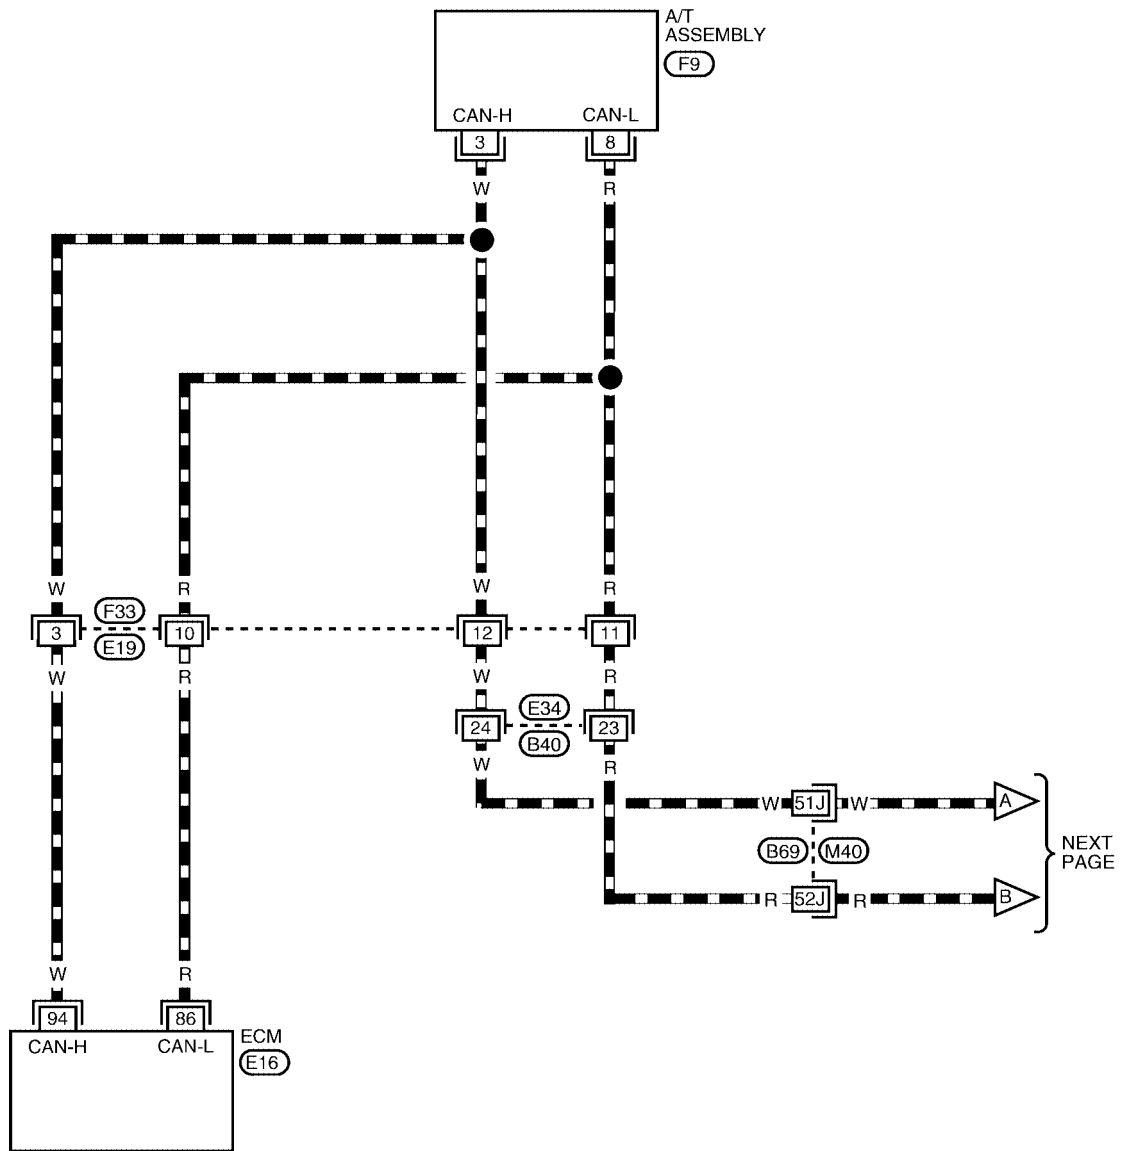 A/T
ASSEMBLY
F9
CAN-H CAN-L
3 8
W R
W R W R
F33
3 10 12 11
E19
W R W R
E34
24 23
B40
W R
W 51J W A
B69 M40
NEXT
PAGE
R 52J R B
W R
94 86
ECM
CAN-H CAN-L
E16